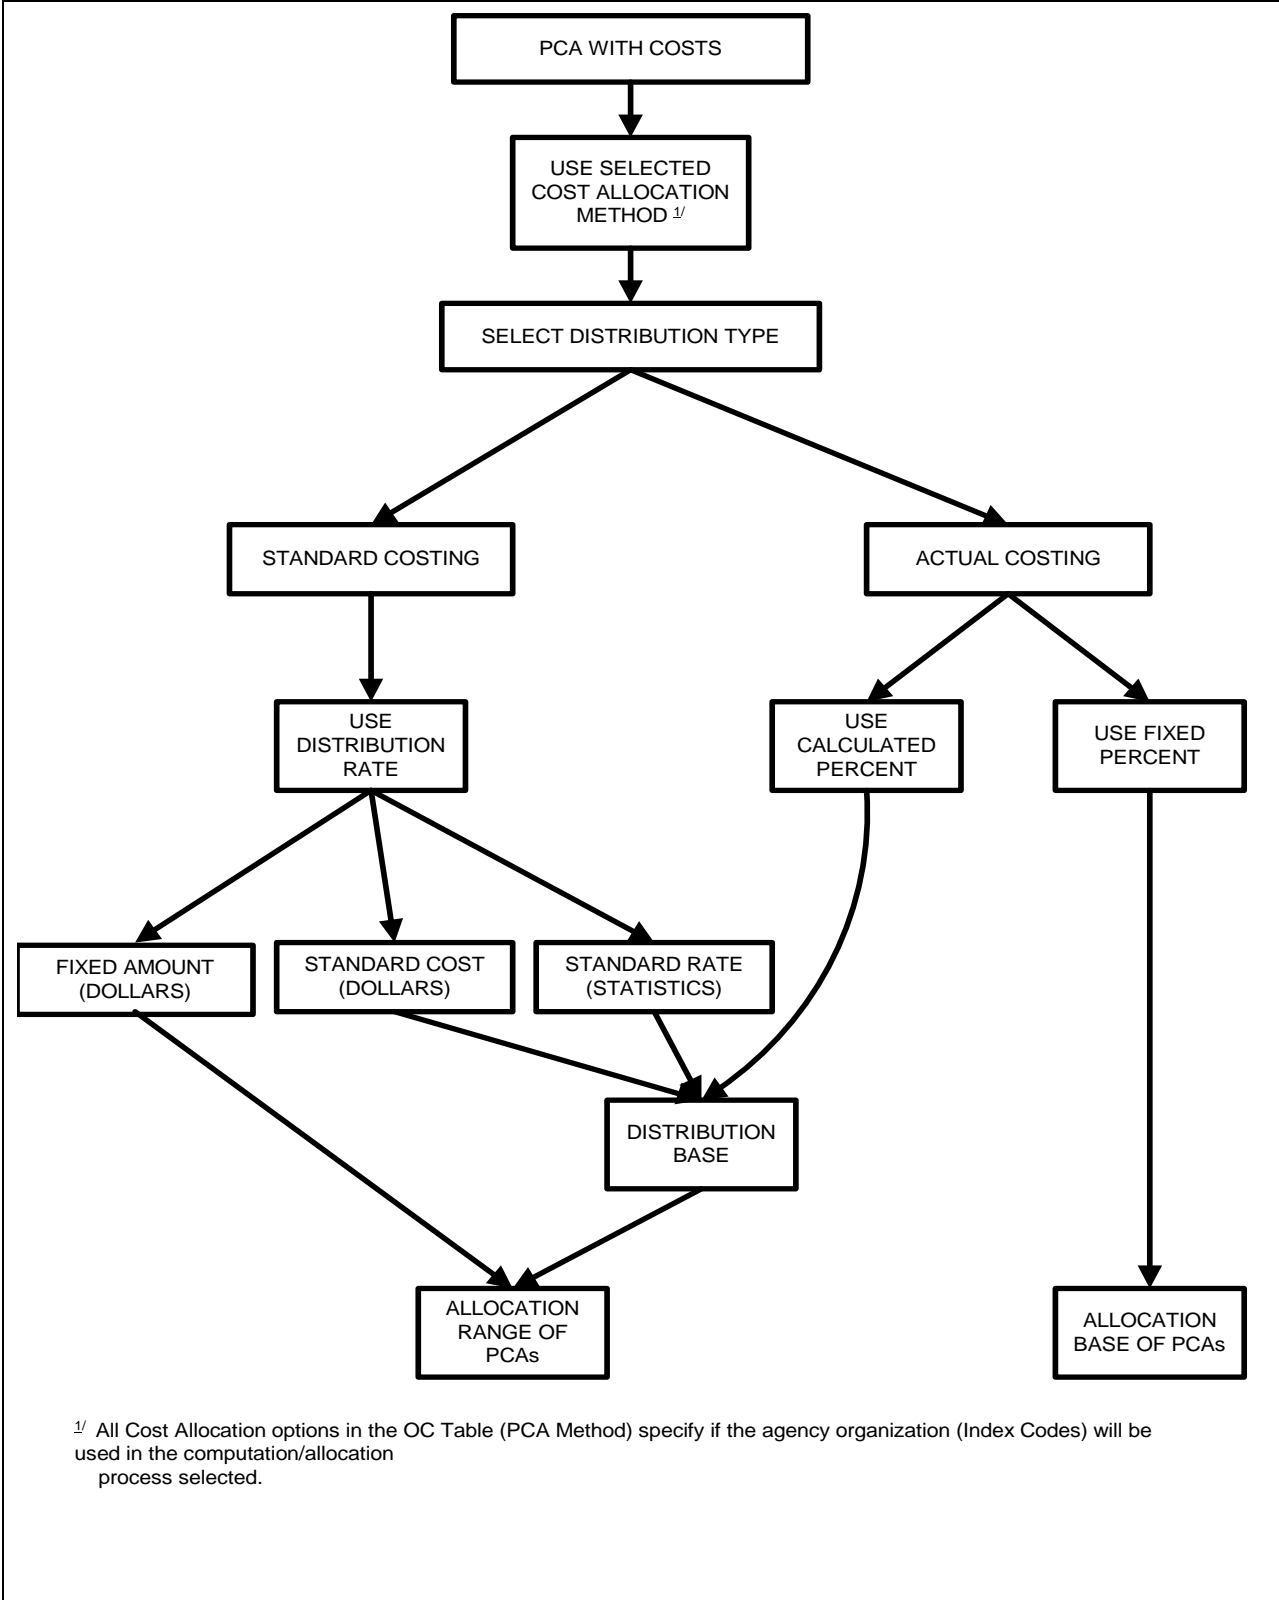 PCA WITH COSTS
USE SELECTED
COST ALLOCATION
METHOD 1/
SELECT DISTRIBUTION TYPE
STANDARD COSTING
ACTUAL COSTING
USE
DISTRIBUTION
RATE
USE
CALCULATED
PERCENT
USE FIXED
PERCENT
FIXED AMOUNT
(DOLLARS)
STANDARD COST
(DOLLARS)
STANDARD RATE
(STATISTICS)
DISTRIBUTION
BASE
ALLOCATION
RANGE OF
PCAs
ALLOCATION
BASE OF PCAs
1/ All Cost Allocation options in the OC Table (PCA Method) specify if the agency organization (Index Codes) will be
used in the computation/allocation
process selected.